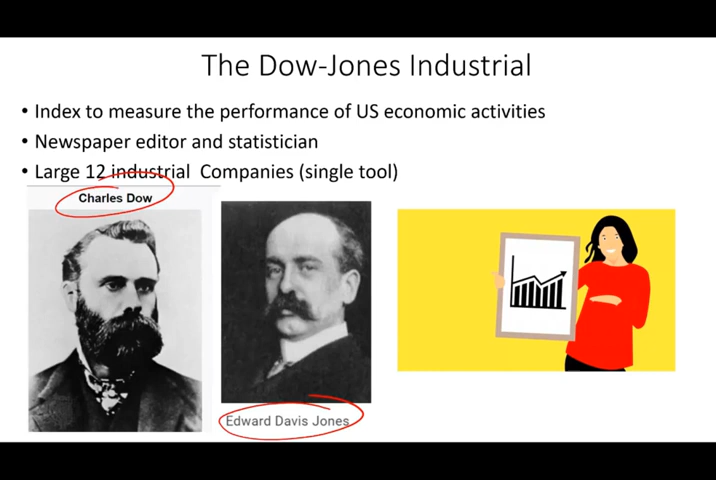 The Dow-Jones Industrial
• Index to measure the performance of US economic activities
• Newspaper editor and statistician
• Large 12 industrial Companies (single tool)
Charles Dow
Edward Davis Jones